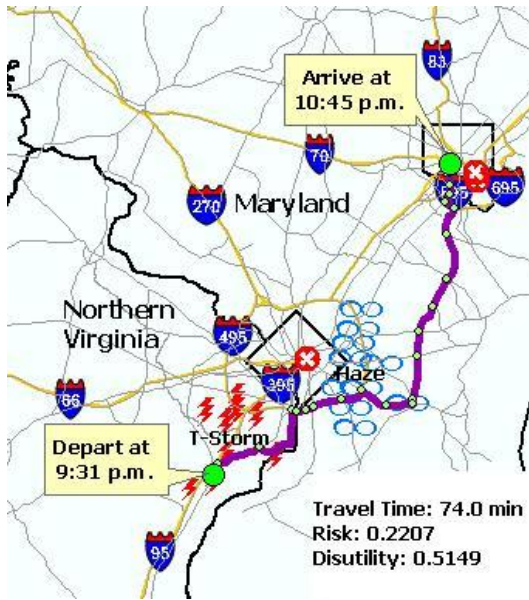 83
Arrive at
10:45 p.m.
70
695
270
Maryland
Northern
Virginia
495
Haze
395
66
T-Storm
Depart at
9:31 p.m.
95
Travel Time: 74.0 min
Risk: 0.2207
Disutility: 0.5149